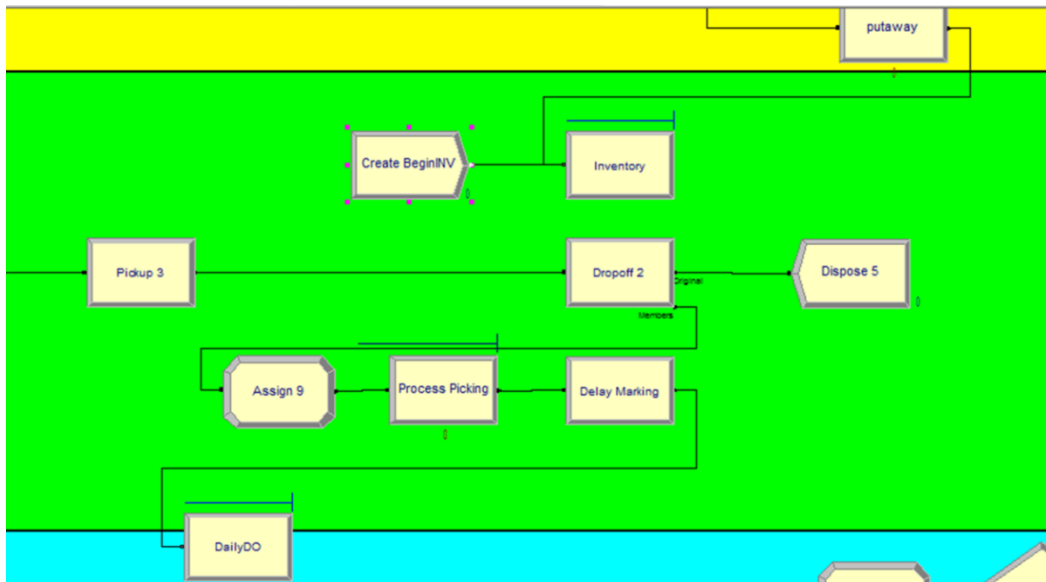 putaway
0
Create BeginINV
0
Inventory
Pickup 3
Dropoff 2
Original
Members
Dispose 5
0
Assign 9
Process Picking
0
Delay Marking
DailyDO